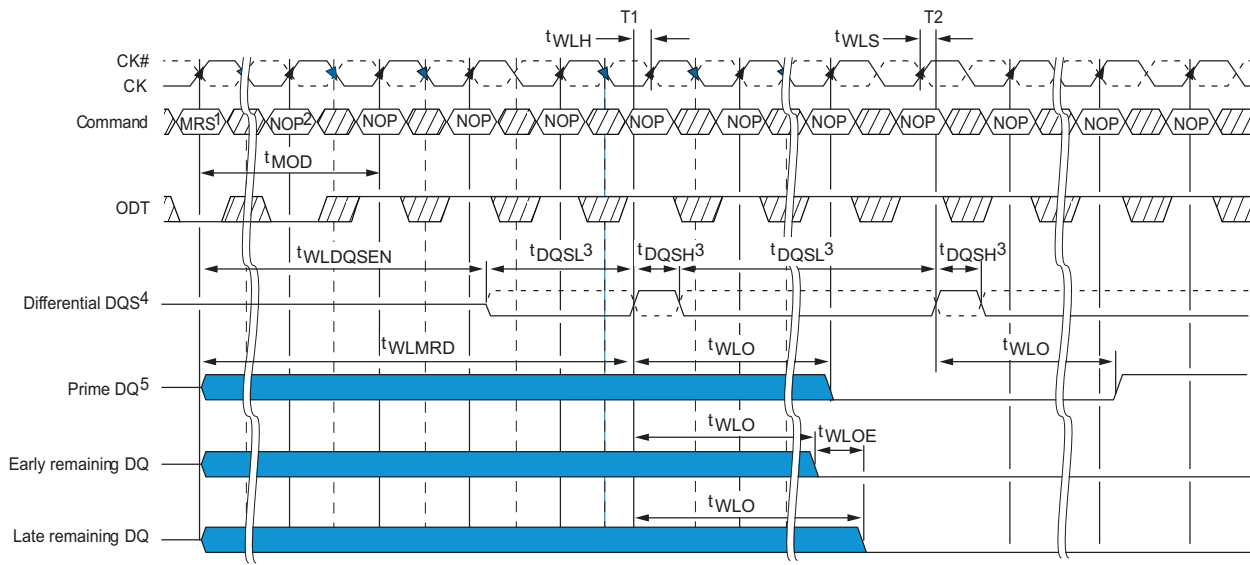 T1 T2
tWLH tWLS
CK#
CK
Command MRS1 NOP2 NOP NOP NOP NOP NOP NOP NOP NOP NOP NOP
tMOD
ODT
tWLDQSEN tDQSL3 tDQSH3 tDQSL3 tDQSH3
Differential DQS4
tWLMRD tWLO tWLO
Prime DQ5
tWLO tWLOE
Early remaining DQ
tWLO
Late remaining DQ